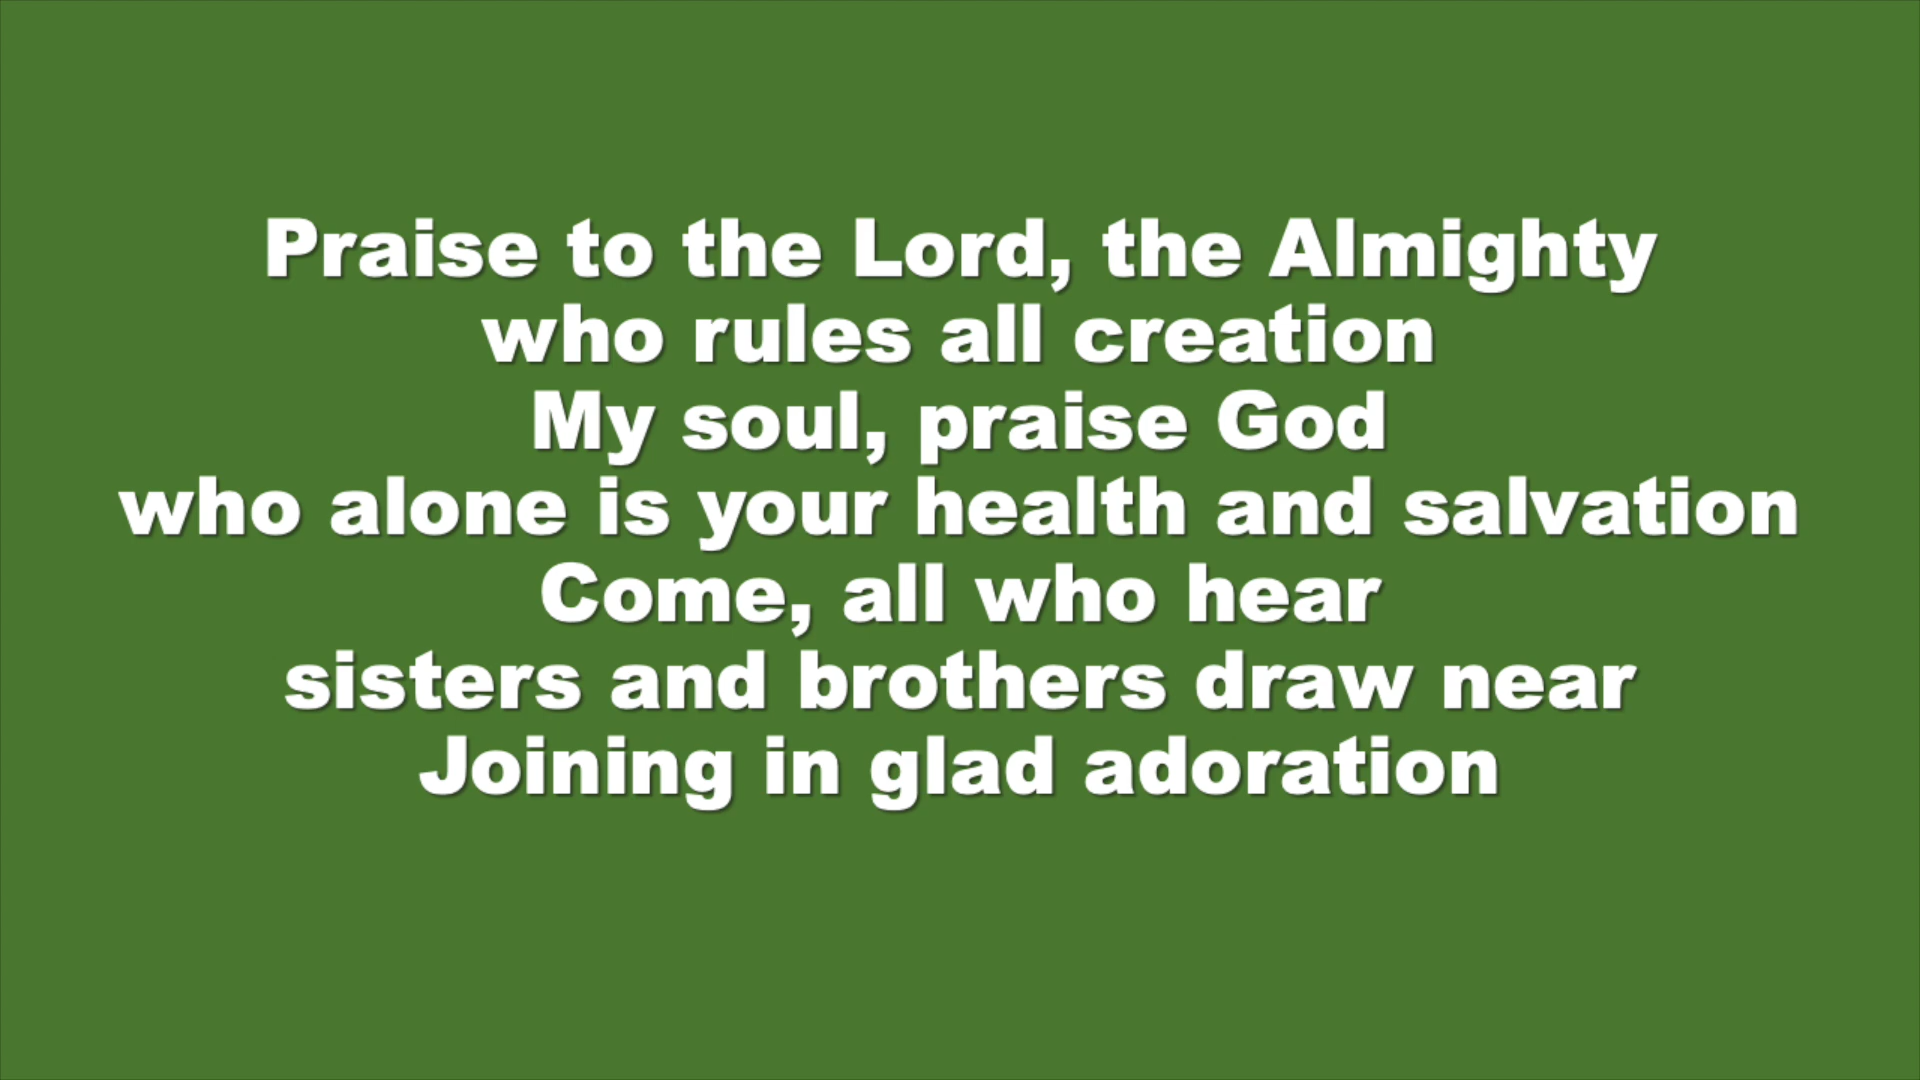 Praise to the Lord, the Almighty
who rules all creation
My soul, praise God
who alone is your health and salvation
Come, all who hear
sisters and brothers draw near
Joining in glad adoration